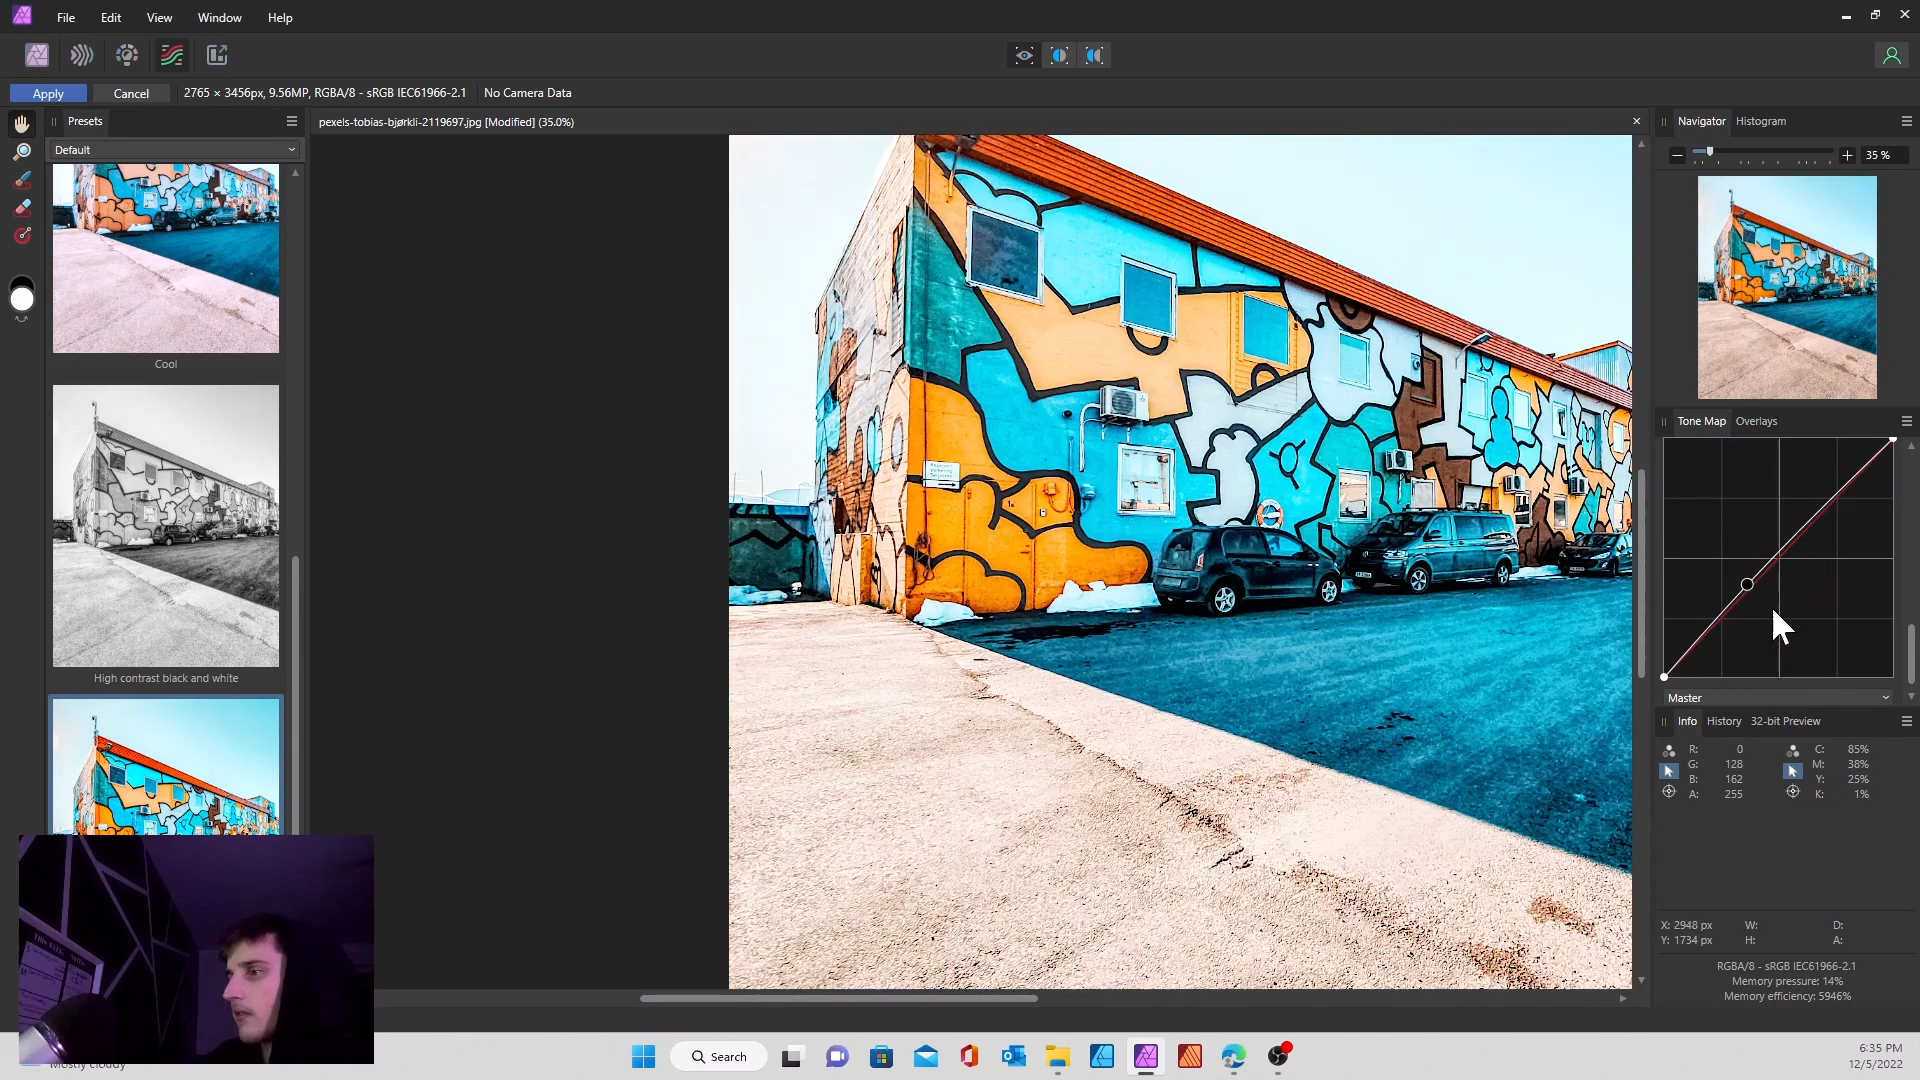 File Edit View Window Help
Apply Cancel 2765 × 3456px, 9.56MP, RGBA/8 - sRGB IEC61966-2.1 No Camera Data
Presets
pexels-tobias-bjørkli-2119697.jpg [Modified] (35.0%)
Default
Cool
High contrast black and white
Navigator Histogram
35 %
Tone Map Overlays
Master
Info History 32-bit Preview
R: 0 C: 85%
G: 128 M: 38%
B: 162 Y: 25%
A: 255 K: 1%
X: 2948 px W: D:
Y: 1734 px H: A:
RGBA/8 - sRGB IEC61966-2.1
Memory pressure: 14%
Memory efficiency: 5946%
THIS WEEK:
Mostly cloudy
Search
6:35 PM
12/5/2022